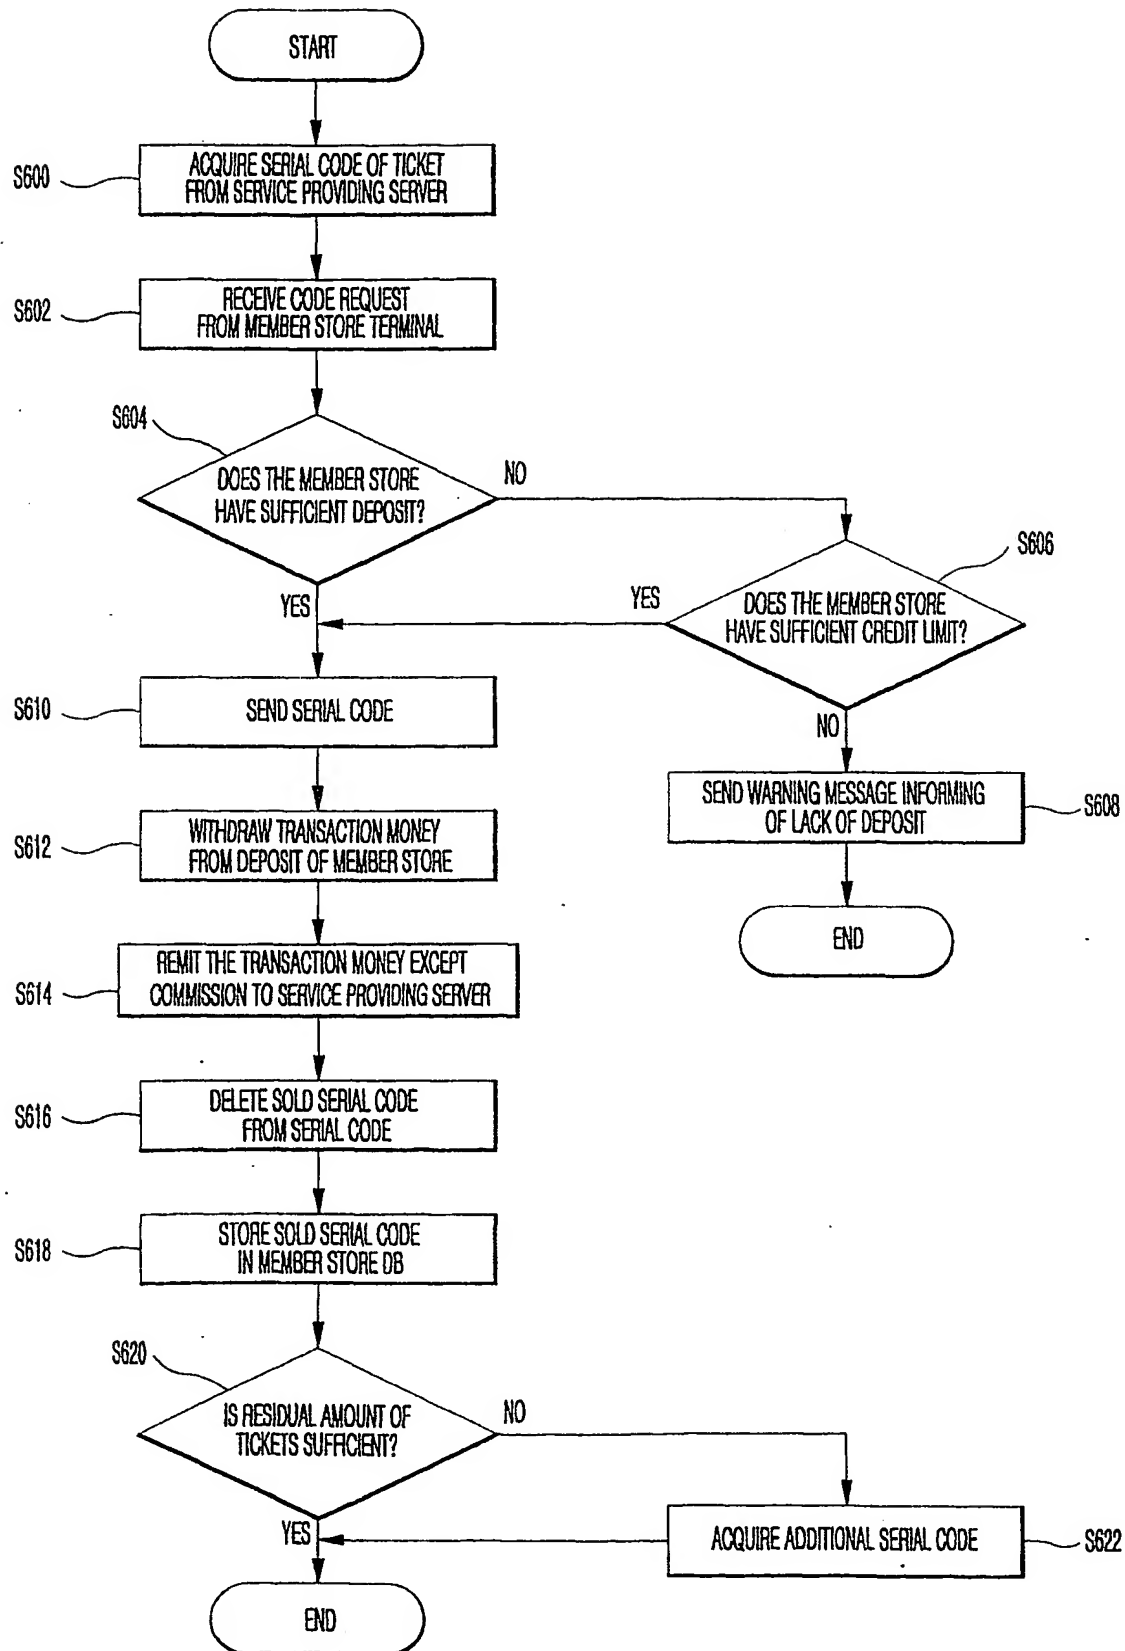 START
S600
ACQUIRE SERIAL CODE OF TICKET
FROM SERVICE PROVIDING SERVER
S602
RECEIVE CODE REQUEST
FROM MEMBER STORE TERMINAL
S604
DOES THE MEMBER STORE
HAVE SUFFICIENT DEPOSIT?
NO
YES
S606
DOES THE MEMBER STORE
HAVE SUFFICIENT CREDIT LIMIT?
YES
NO
S608
SEND WARNING MESSAGE INFORMING
OF LACK OF DEPOSIT
END
S610
SEND SERIAL CODE
S612
WITHDRAW TRANSACTION MONEY
FROM DEPOSIT OF MEMBER STORE
S614
REMIT THE TRANSACTION MONEY EXCEPT
COMMISSION TO SERVICE PROVIDING SERVER
S616
DELETE SOLD SERIAL CODE
FROM SERIAL CODE
S618
STORE SOLD SERIAL CODE
IN MEMBER STORE DB
S620
IS RESIDUAL AMOUNT OF
TICKETS SUFFICIENT?
NO
YES
ACQUIRE ADDITIONAL SERIAL CODE
S622
END